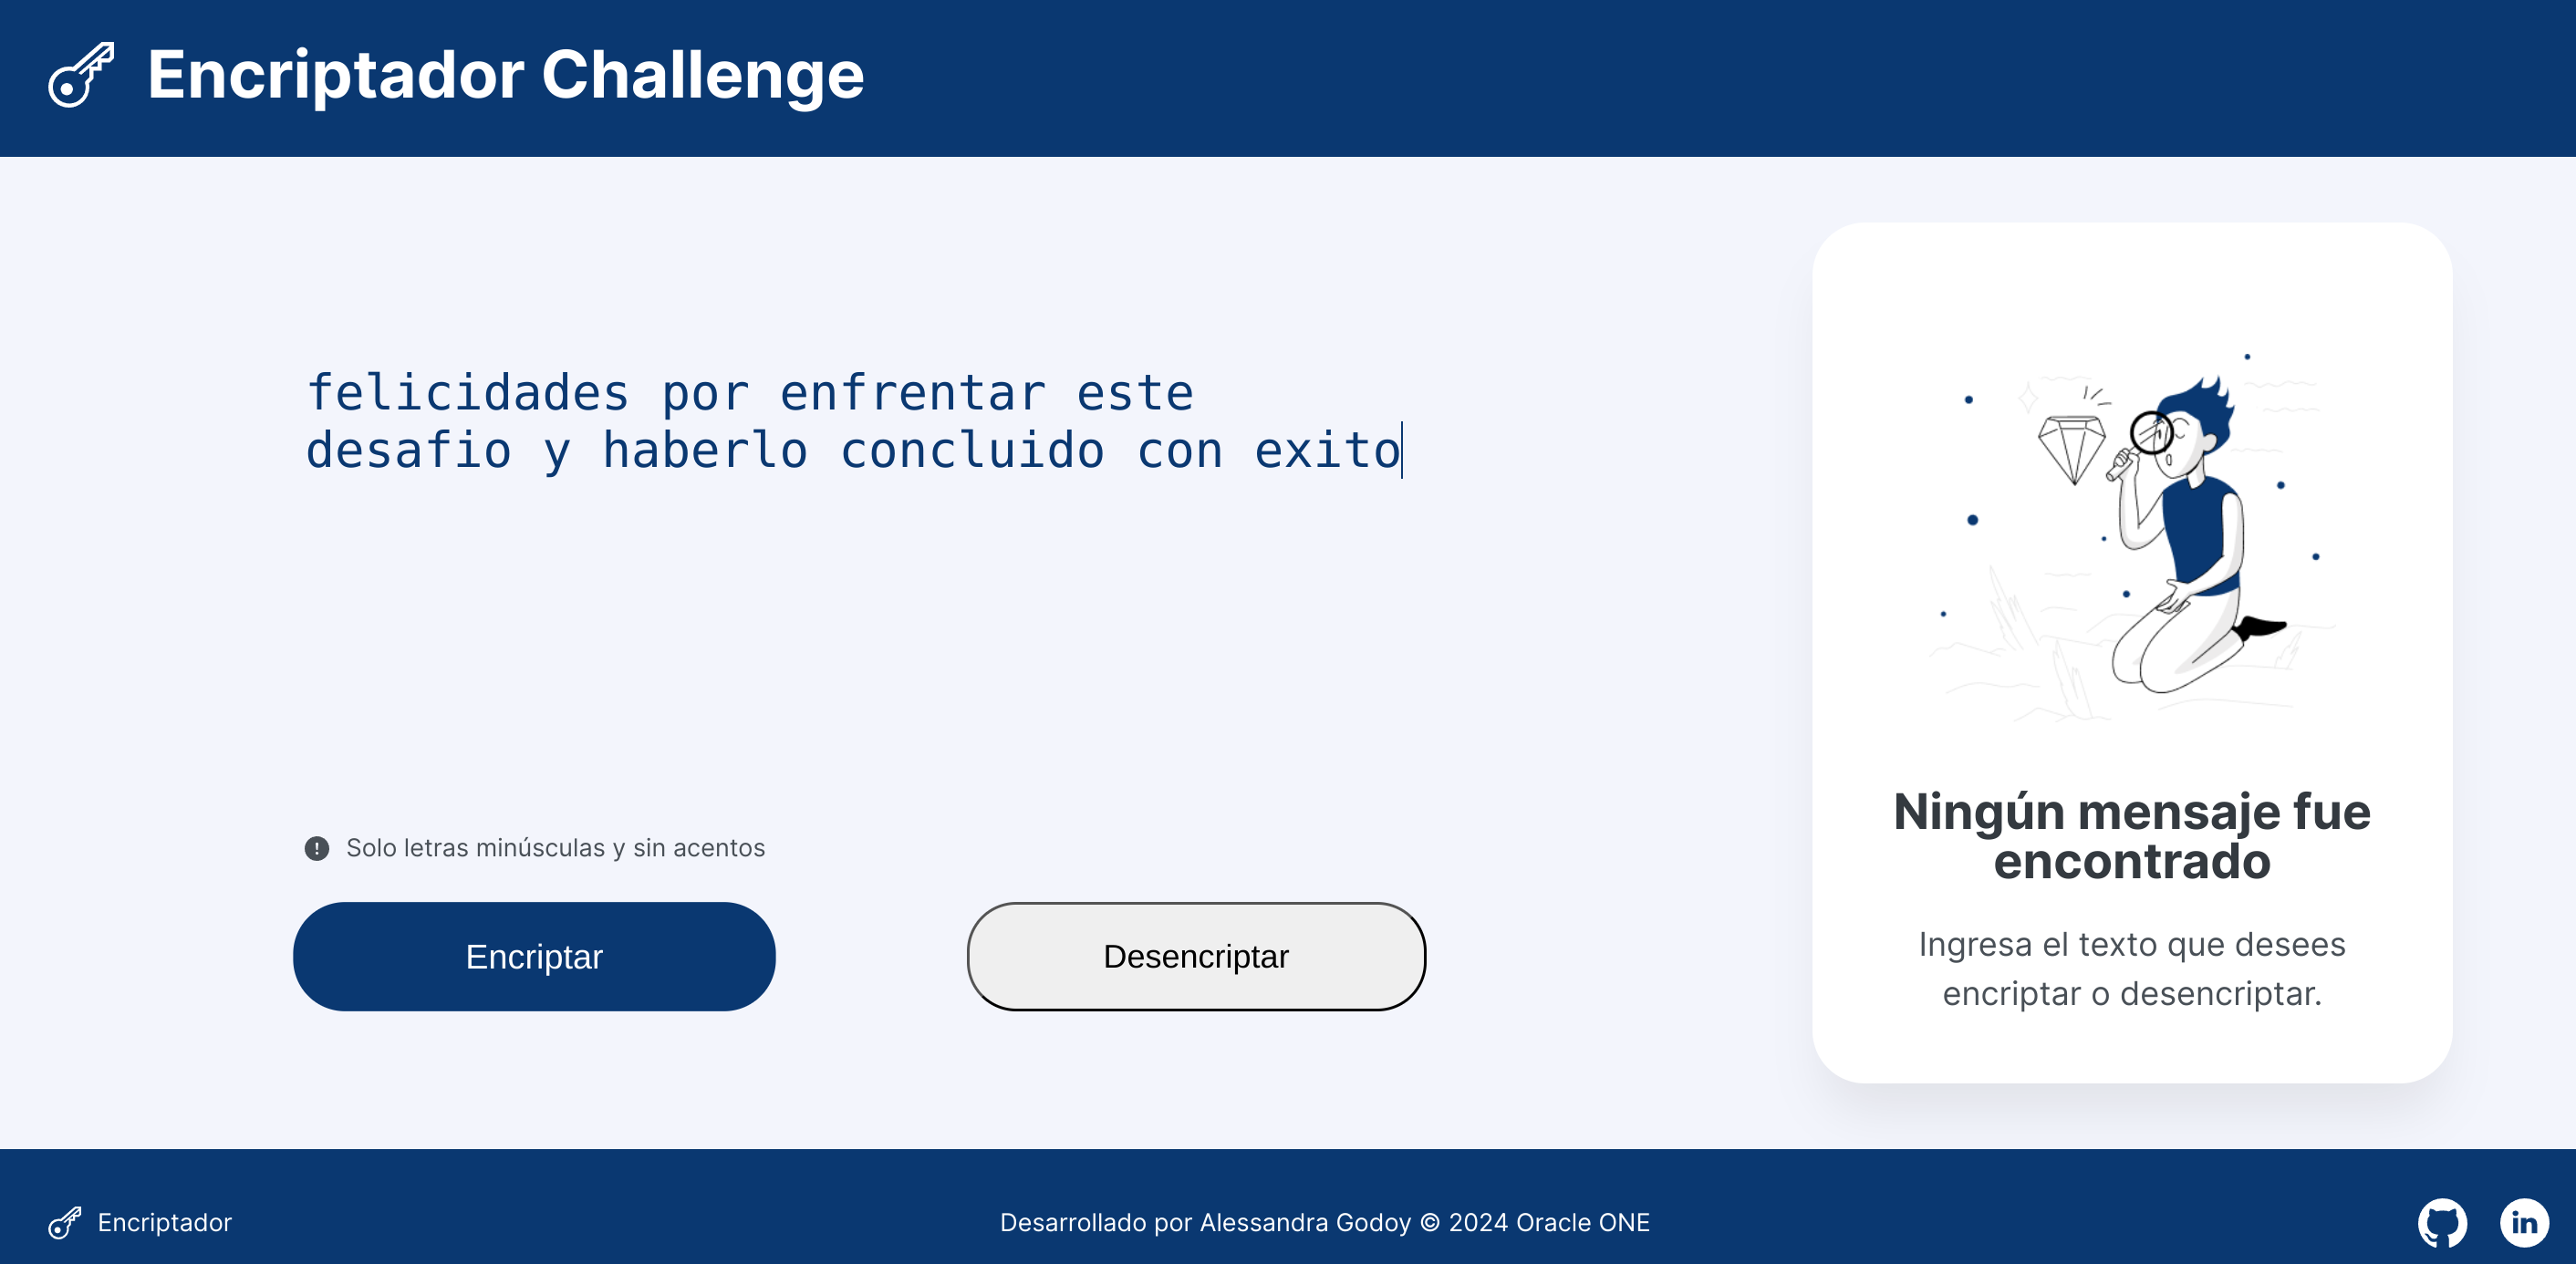 Encriptador Challenge
felicidades por enfrentar este
desafio y haberlo concluido con exito
Solo letras minúsculas y sin acentos
Encriptar
Desencriptar
Ningún mensaje fue
encontrado
Ingresa el texto que desees
encriptar o desencriptar.
Encriptador
Desarrollado por Alessandra Godoy © 2024 Oracle ONE
in